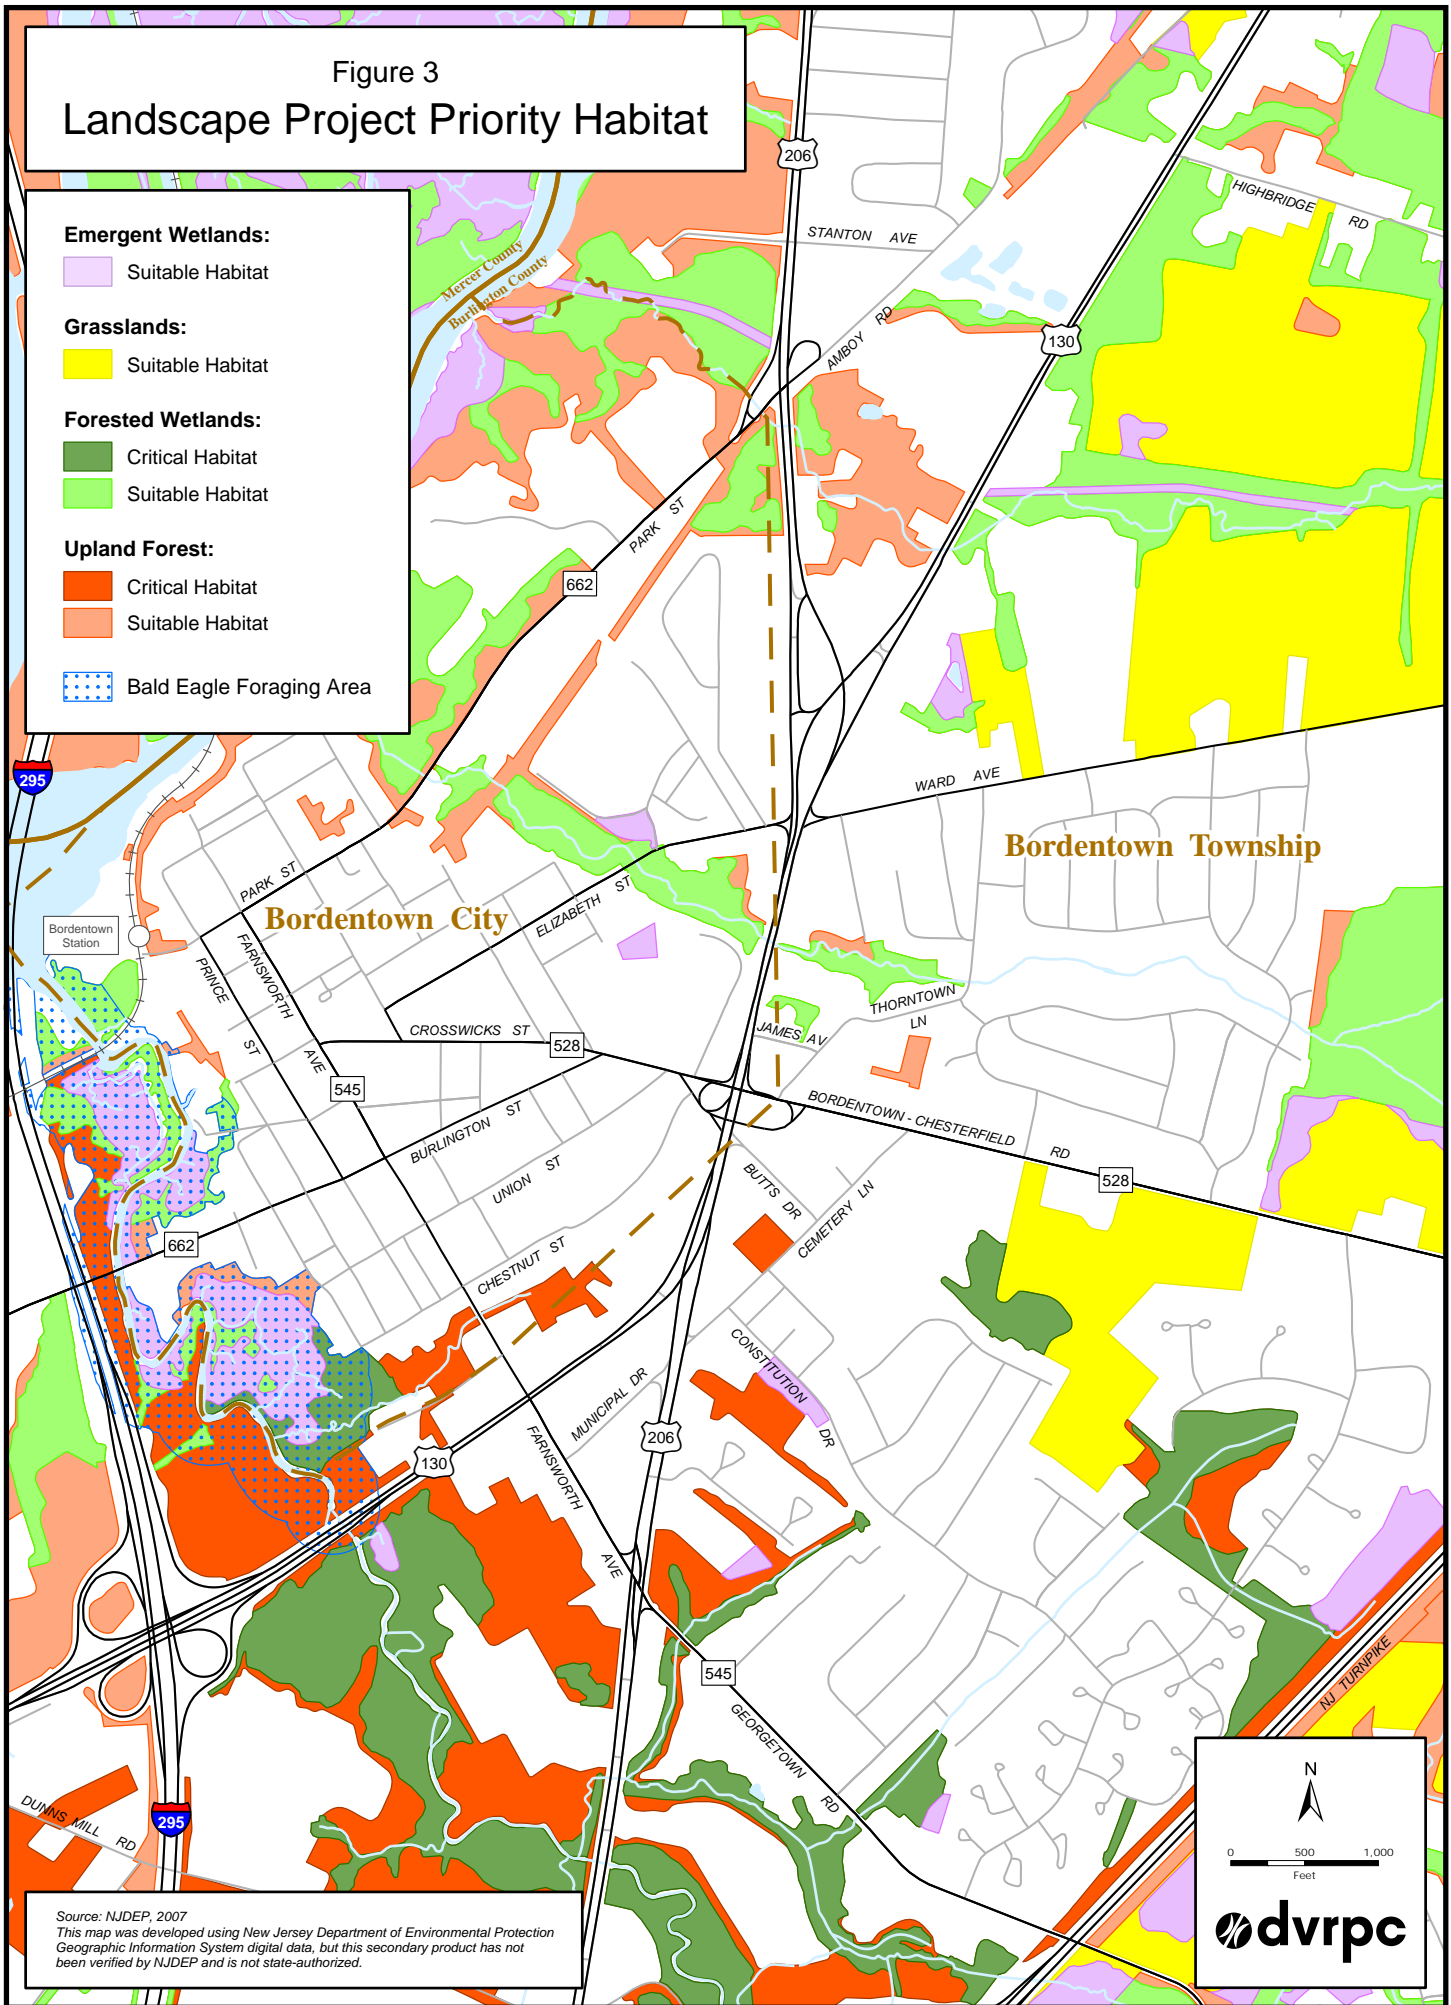 Figure 3
Landscape Project Priority Habitat
Emergent Wetlands:
Suitable Habitat
Grasslands:
Suitable Habitat
Forested Wetlands:
Critical Habitat
Suitable Habitat
Upland Forest:
Critical Habitat
Suitable Habitat
Bald Eagle Foraging Area
206
HIGHBRIDGE RD
STANTON AVE
Mercer County
Burlington County
AMBOY RD
130
PARK ST
662
295
WARD AVE
Bordentown Township
PARK ST
Bordentown City
ELIZABETH ST
Bordentown
Station
FARNSWORTH AVE
PRINCE ST
THORNTOWN LN
JAMES AV
CROSSWICKS ST
528
545
BORDENTOWN - CHESTERFIELD RD
528
BURLINGTON ST
UNION ST
BUTTS DR
CEMETERY LN
662
CHESTNUT ST
CONSTITUTION DR
MUNICIPAL DR
206
130
FARNSWORTH AVE
545
NJ TURNPIKE
GEORGETOWN RD
DUNNS MILL RD
295
N
0 500 1,000
Feet
dvrpc
Source: NJDEP, 2007
This map was developed using New Jersey Department of Environmental Protection
Geographic Information System digital data, but this secondary product has not
been verified by NJDEP and is not state-authorized.